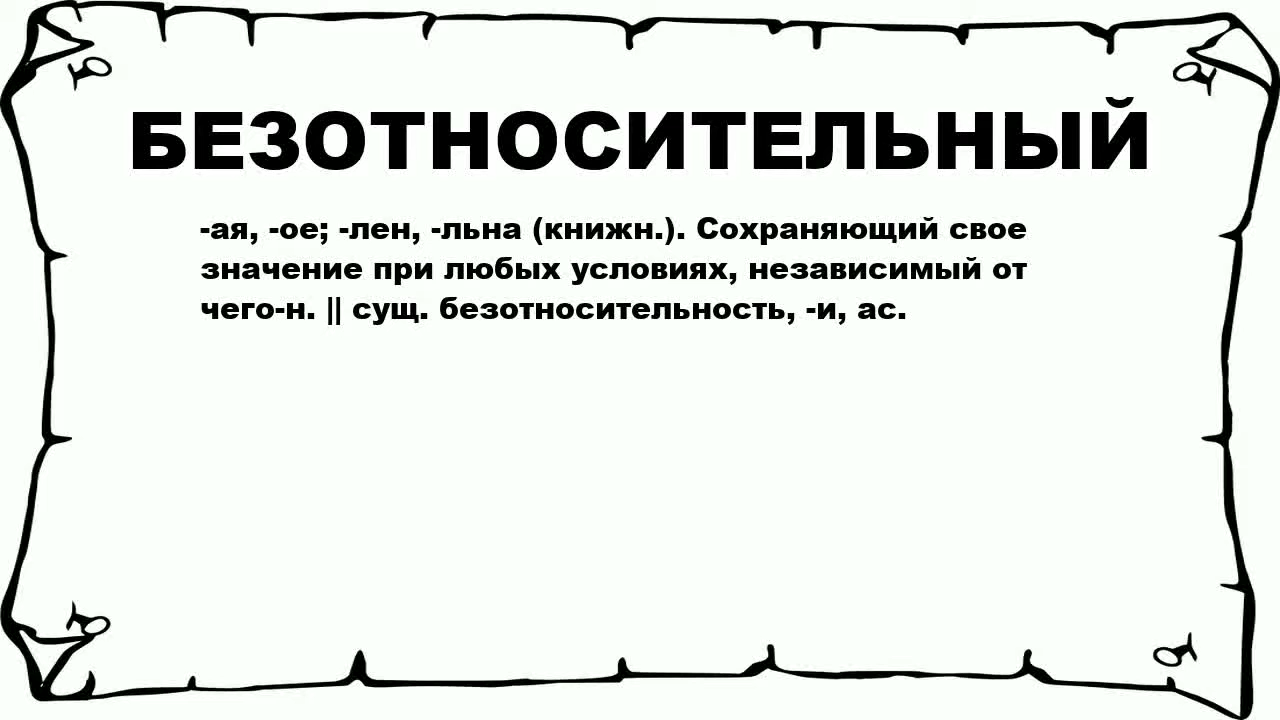 БЕЗОТНОСИТЕЛЬНЫЙ
-ая, -ое; -лен, -льна (книжн.). Сохраняющий свое
значение при любых условиях, независимый от
чего-н. || сущ. безотносительность, -и, ас.